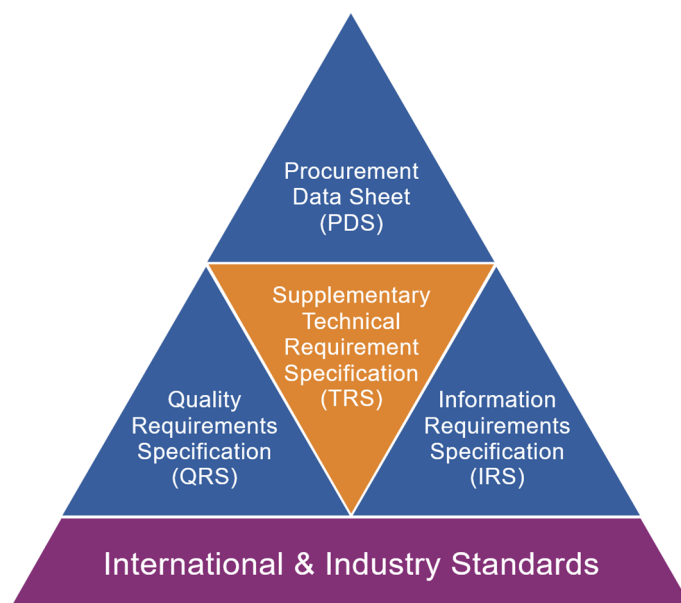 Procurement
Data Sheet
(PDS)
Supplementary
Technical
Requirement
Specification
(TRS)
Quality
Requirements
Specification
(QRS)
Information
Requirements
Specification
(IRS)
International & Industry Standards